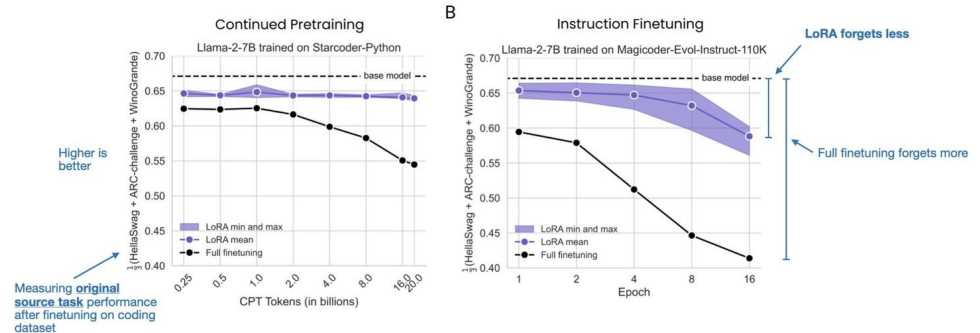 Continued Pretraining
Llama-2-7B trained on Starcoder-Python
0.70
0.65
0.60
0.55
0.50
0.45
0.40
1/3(HellaSwag + ARC-challenge + WinoGrande)
base model
LoRA min and max
LoRA mean
Full finetuning
0.25
0.5
1.0
2.0
4.0
8.0
16.0
20.0
CPT Tokens (in billions)
Higher is
better
Measuring original
source task performance
after finetuning on coding
dataset
B
Instruction Finetuning
Llama-2-7B trained on Magicoder-Evol-Instruct-110K
0.70
0.65
0.60
0.55
0.50
0.45
0.40
1/3(HellaSwag + ARC-challenge + WinoGrande)
base model
LoRA min and max
LoRA mean
Full finetuning
1
2
4
8
16
Epoch
LoRA forgets less
Full finetuning forgets more